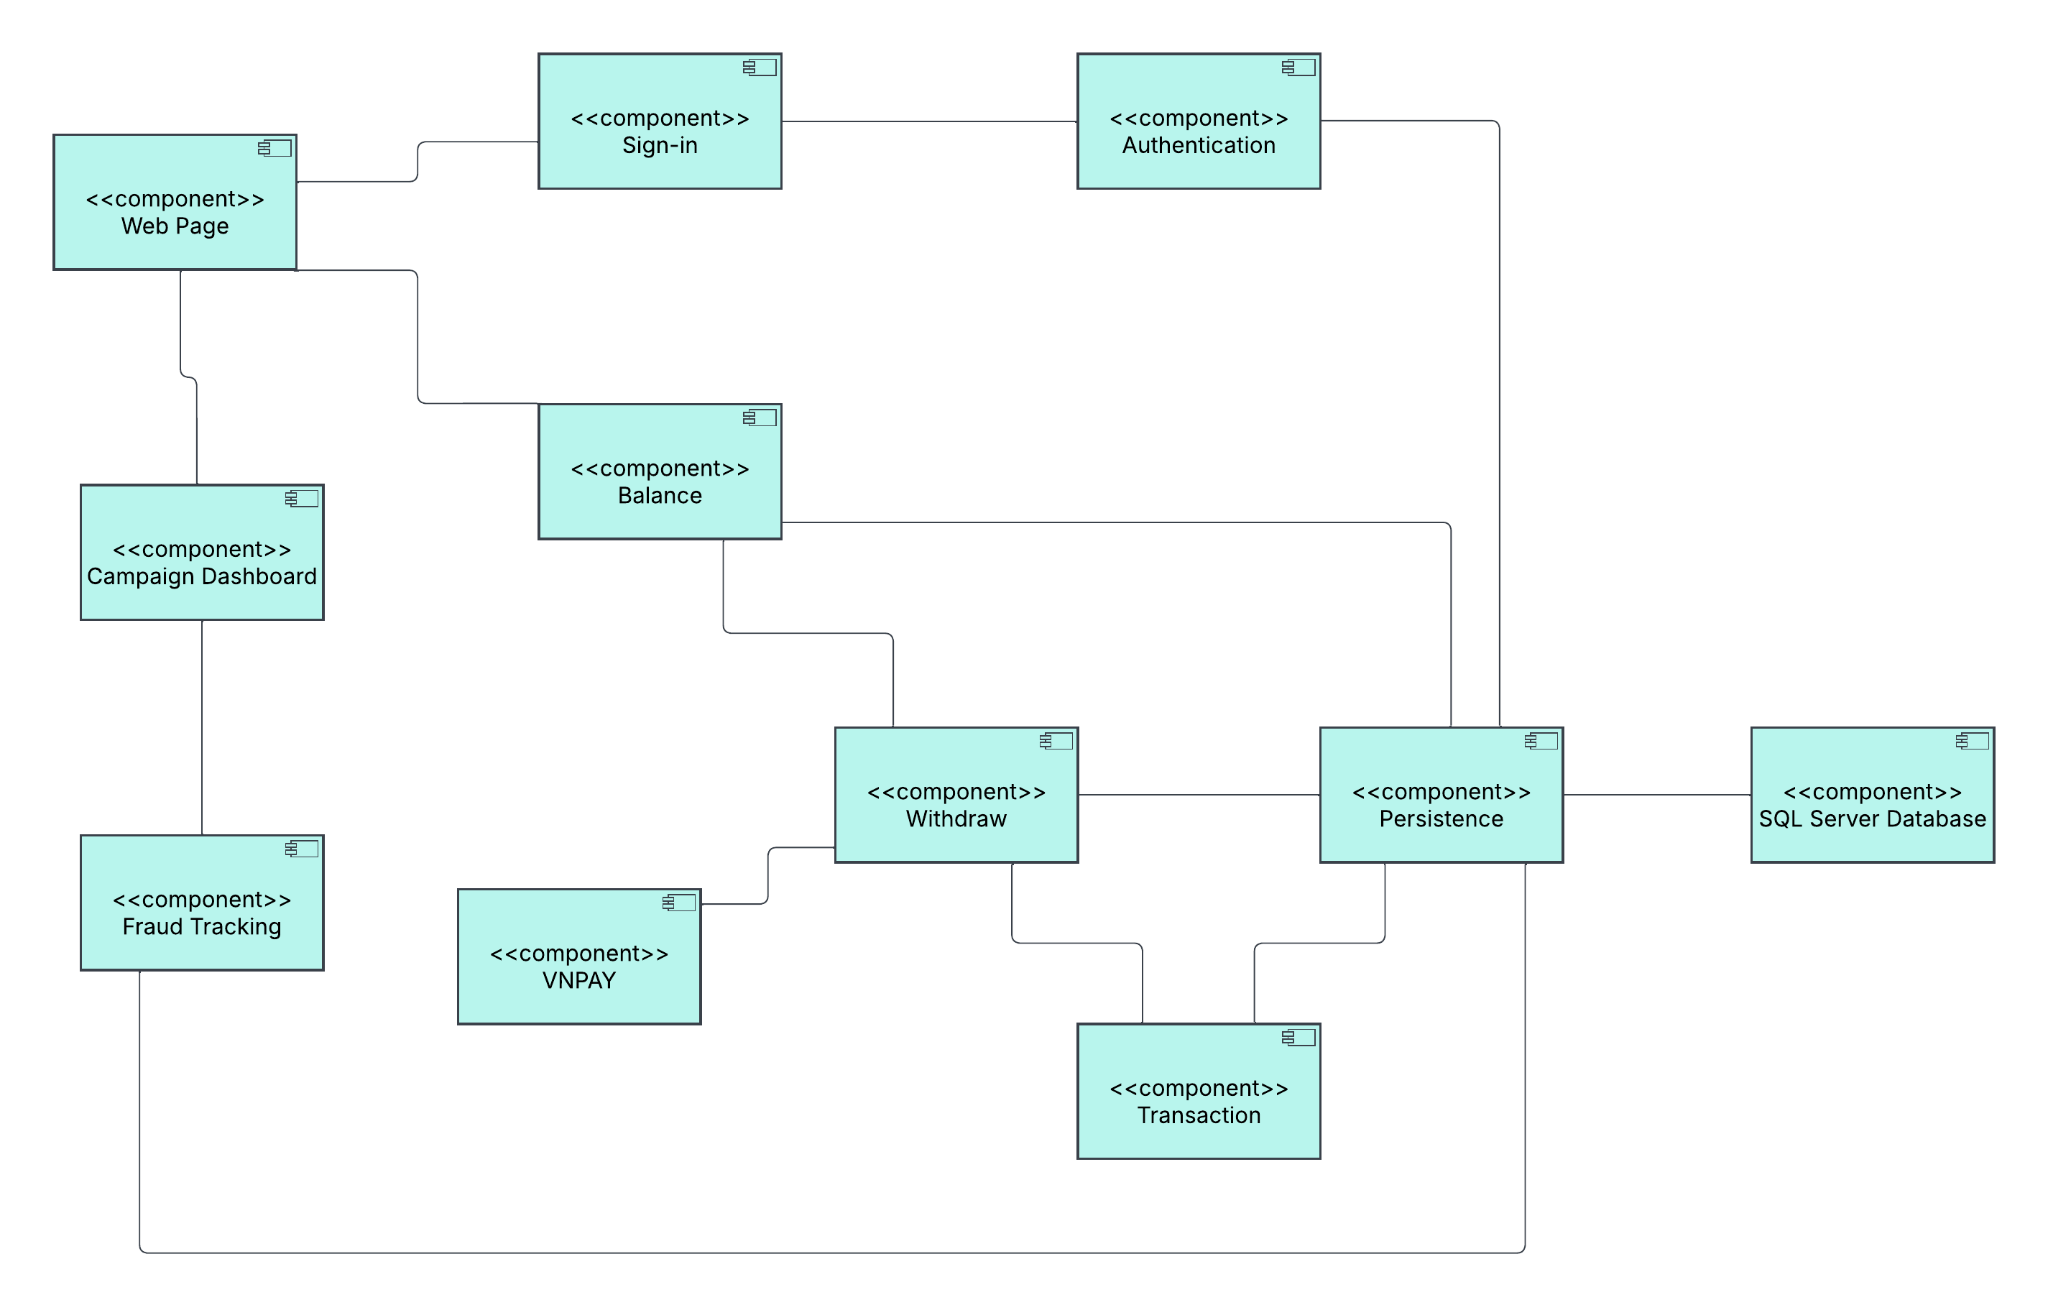 <<component>>
Sign-in
<<component>>
Authentication
<<component>>
Web Page
<<component>>
Balance
<<component>>
Campaign Dashboard
<<component>>
Withdraw
<<component>>
Persistence
<<component>>
SQL Server Database
<<component>>
Fraud Tracking
<<component>>
VNPAY
<<component>>
Transaction